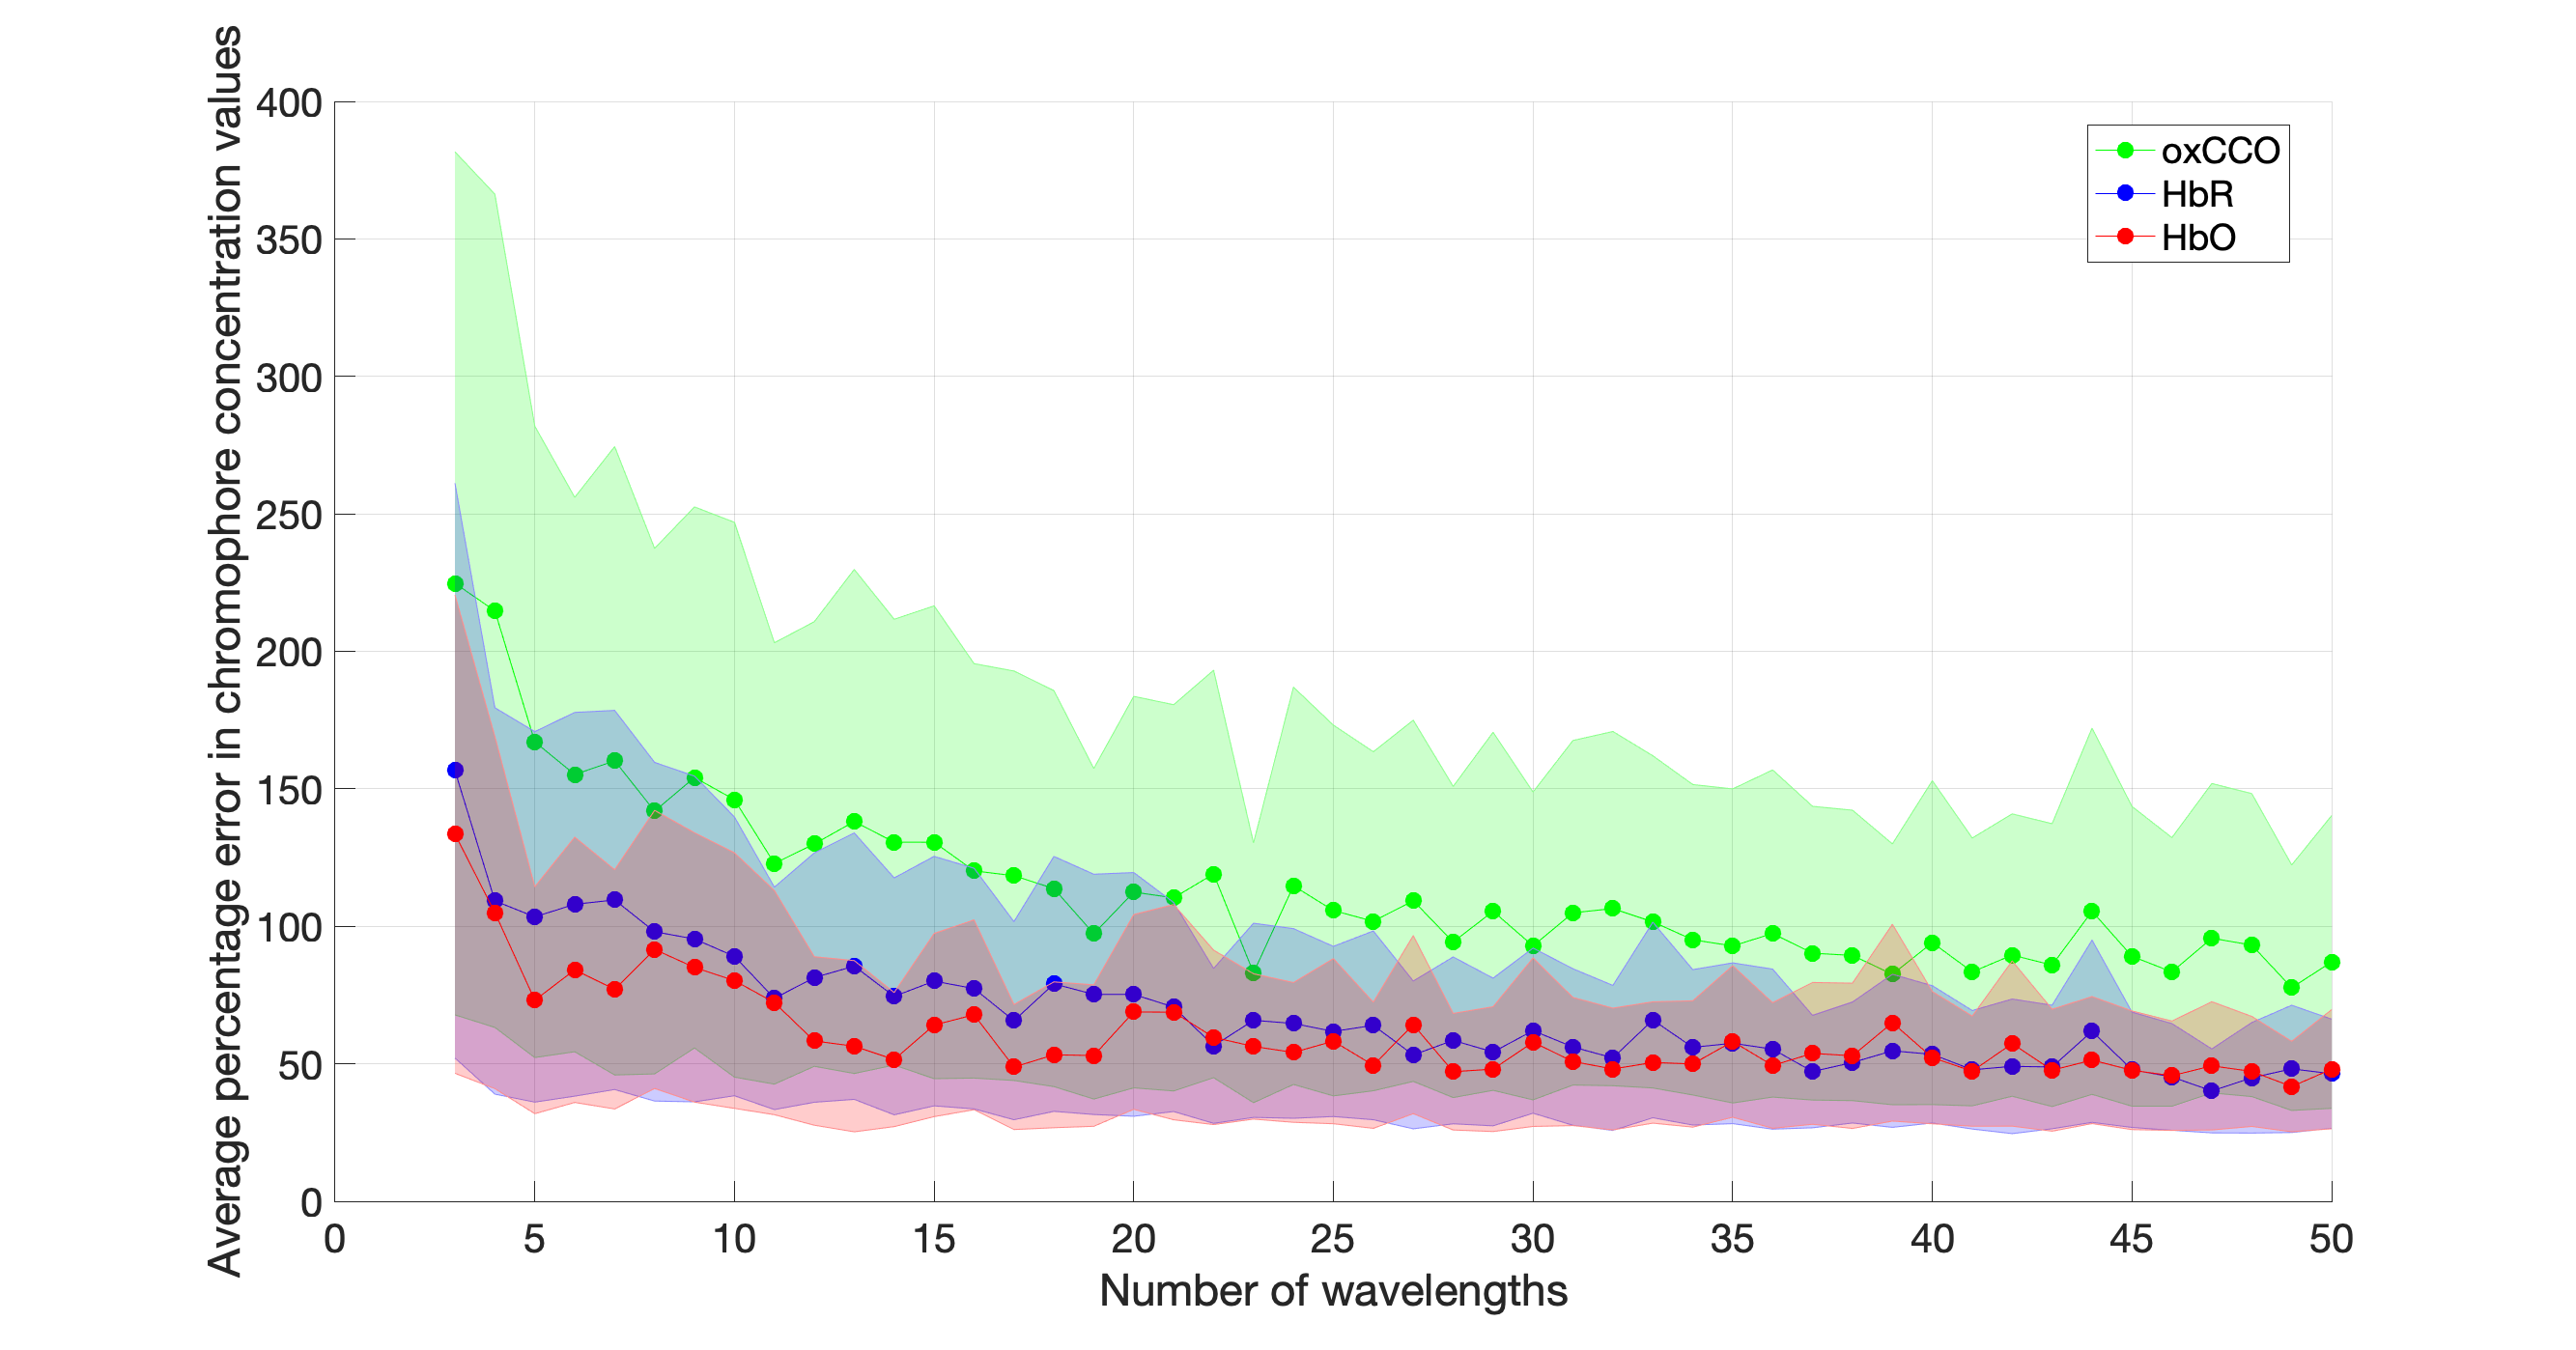 Average percentage error in chromophore concentration values
400
350
300
250
200
150
100
50
0
0 5 10 15 20 25 30 35 40 45 50
Number of wavelengths
oxCCO
HbR
HbO